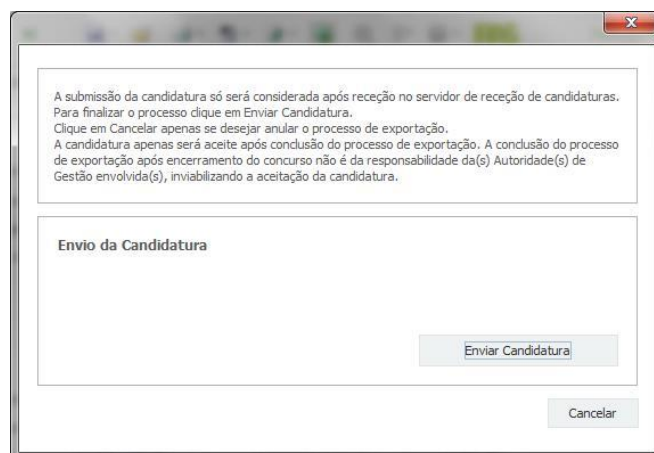 A submissão da candidatura só será considerada após receção no servidor de receção de candidaturas.
Para finalizar o processo clique em Enviar Candidatura.
Clique em Cancelar apenas se desejar anular o processo de exportação.
A candidatura apenas será aceite após conclusão do processo de exportação. A conclusão do processo
de exportação após encerramento do concurso não é da responsabilidade da(s) Autoridade(s) de
Gestão envolvida(s), inviabilizando a aceitação da candidatura.
Envio da Candidatura
Enviar Candidatura
Cancelar